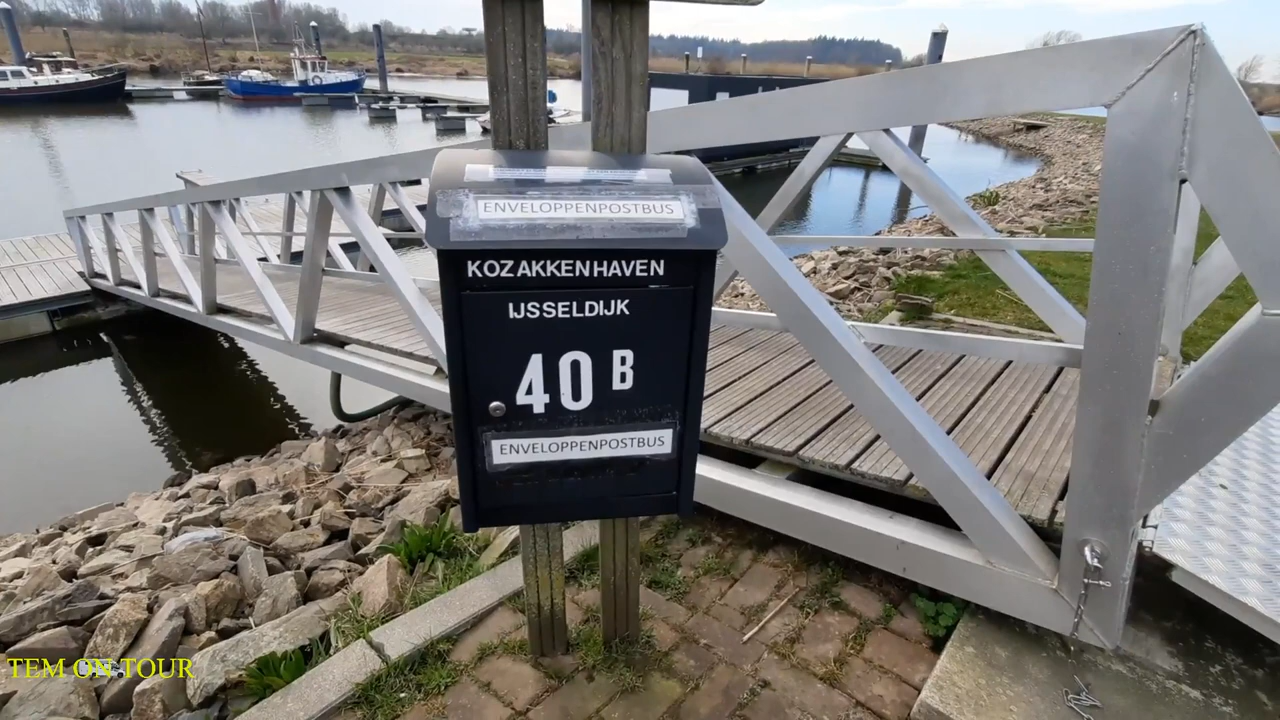 ENVELOPPENPOSTBUS
KOZAKKENHAVEN
IJSSELDIJK
40 B
ENVELOPPENPOSTBUS
TEM ON TOUR